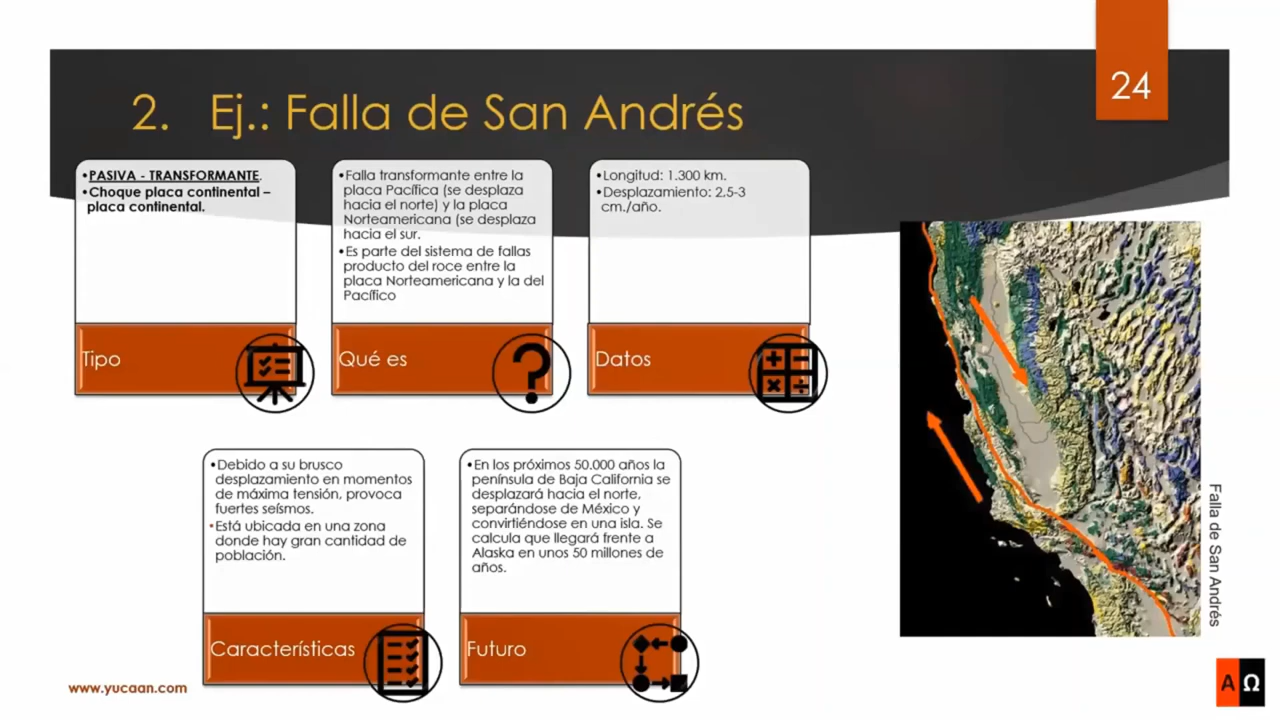 24
2. Ej.: Falla de San Andrés
•PASIVA - TRANSFORMANTE.
•Choque placa continental –
placa continental.
Tipo
•Falla transformante entre la
placa Pacífica (se desplaza
hacia el norte) y la placa
Norteamericana (se desplaza
hacia el sur.
•Es parte del sistema de fallas
producto del roce entre la
placa Norteamericana y la del
Pacífico
Qué es
•Longitud: 1.300 km.
•Desplazamiento: 2.5-3
cm./año.
Datos
•Debido a su brusco
desplazamiento en momentos
de máxima tensión, provoca
fuertes seísmos.
•Está ubicada en una zona
donde hay gran cantidad de
población.
Características
•En los próximos 50.000 años la
península de Baja California se
desplazará hacia el norte,
separándose de México y
convirtiéndose en una isla. Se
calcula que llegará frente a
Alaska en unos 50 millones de
años.
Futuro
Falla de San Andrés
www.yucaan.com
A Ω